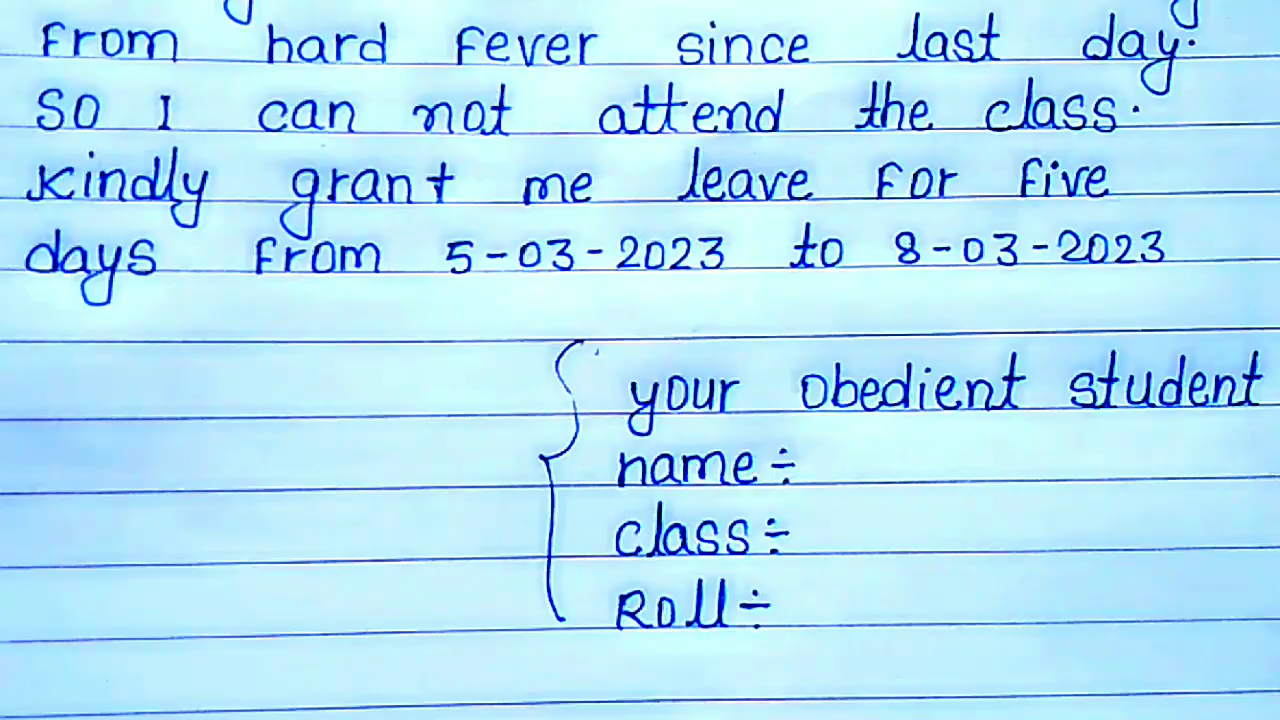 From hard Fever since last day.
So I can not attend the class.
Kindly grant me leave For Five
days From 5-03-2023 to 8-03-2023
your obedient student
name÷
class÷
Roll÷